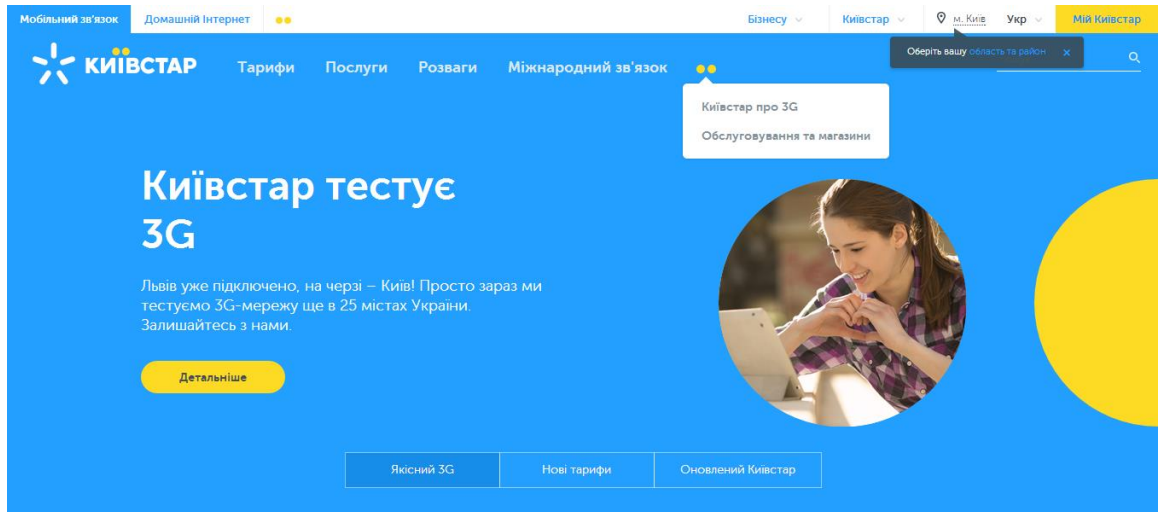 Мобільний зв'язок Домашній Інтернет Бізнесу Київстар м. Київ Укр Мій Київстар
Оберіть вашу область та район x
КИЇВСТАР Тарифи Послуги Розваги Міжнародний зв'язок
Київстар про 3G
Обслуговування та магазини
Київстар тестує
3G
Львів уже підключено, на черзі – Київ! Просто зараз ми
тестуємо 3G-мережу ще в 25 містах України.
Залишайтесь з нами.
Детальніше
Якісний 3G Нові тарифи Оновлений Київстар